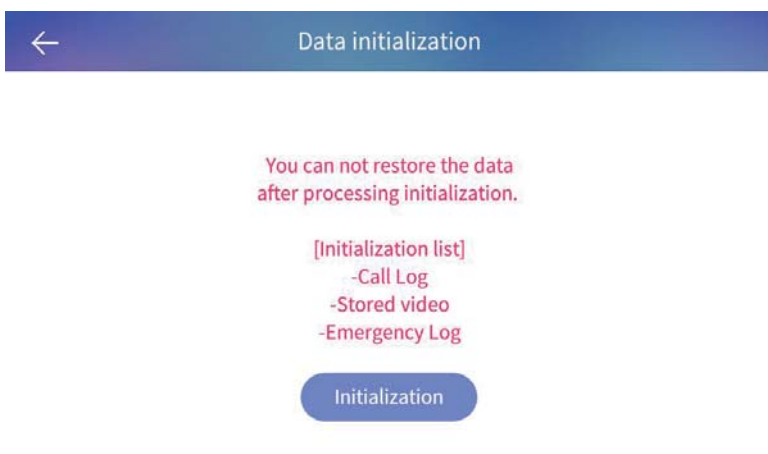 Data initialization
You can not restore the data
after processing initialization.
[Initialization list]
-Call Log
-Stored video
-Emergency Log
Initialization